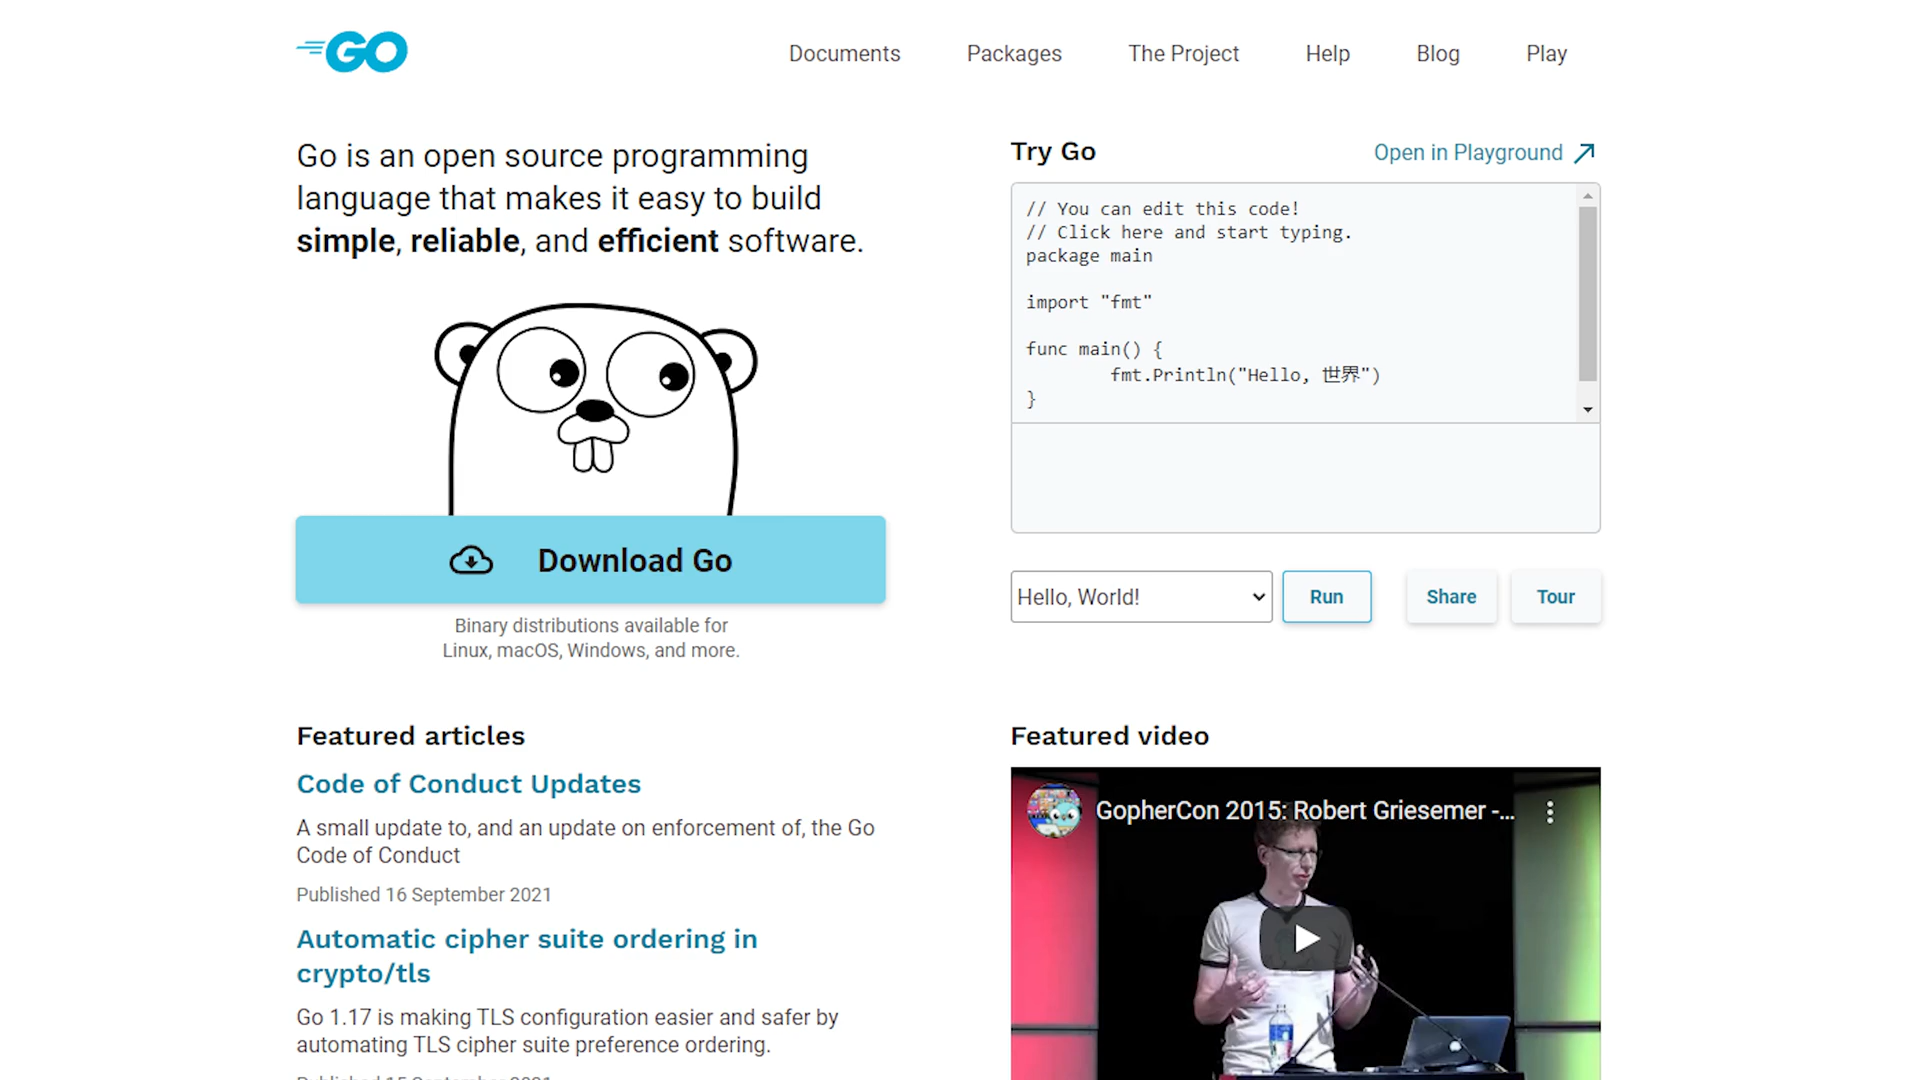 GO
Documents
Packages
The Project
Help
Blog
Play
Go is an open source programming
language that makes it easy to build
simple, reliable, and efficient software.
Download Go
Binary distributions available for
Linux, macOS, Windows, and more.
Try Go
Open in Playground
// You can edit this code!
// Click here and start typing.
package main
import "fmt"
func main() {
fmt.Println("Hello, 世界")
}
Hello, World!
Run
Share
Tour
Featured articles
Code of Conduct Updates
A small update to, and an update on enforcement of, the Go
Code of Conduct
Published 16 September 2021
Automatic cipher suite ordering in
crypto/tls
Go 1.17 is making TLS configuration easier and safer by
automating TLS cipher suite preference ordering.
Published 15 September 2021
Featured video
GopherCon 2015: Robert Griesemer -...